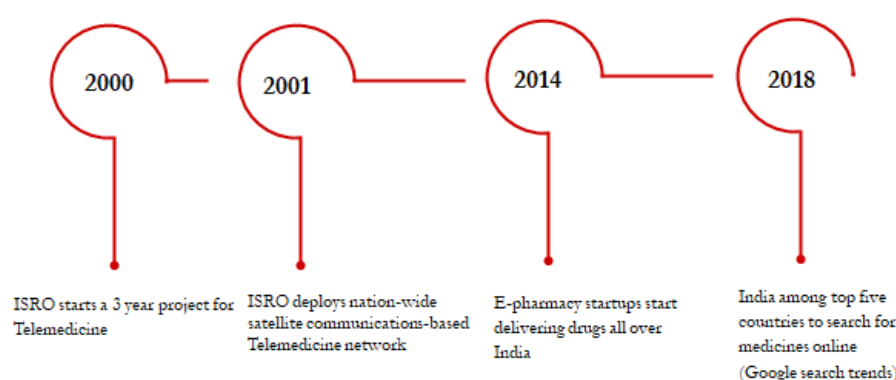 2000
2001
2014
2018
ISRO starts a 3 year project for
Telemedicine
ISRO deploys nation-wide
satellite communications-based
Telemedicine network
E-pharmacy startups start
delivering drugs all over
India
India among top five
countries to search for
medicines online
(Google search trends)